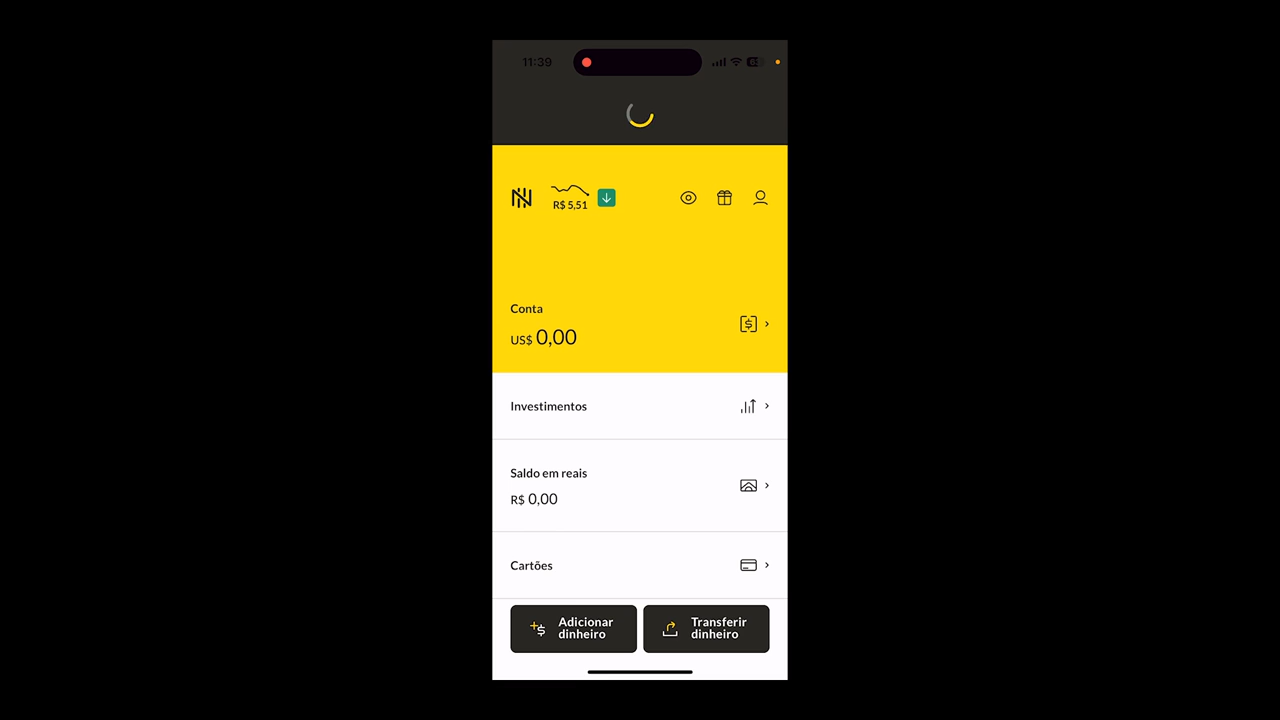 11:39
R$ 5,51
Conta
US$ 0,00
Investimentos
Saldo em reais
R$ 0,00
Cartões
Adicionar
dinheiro
Transferir
dinheiro